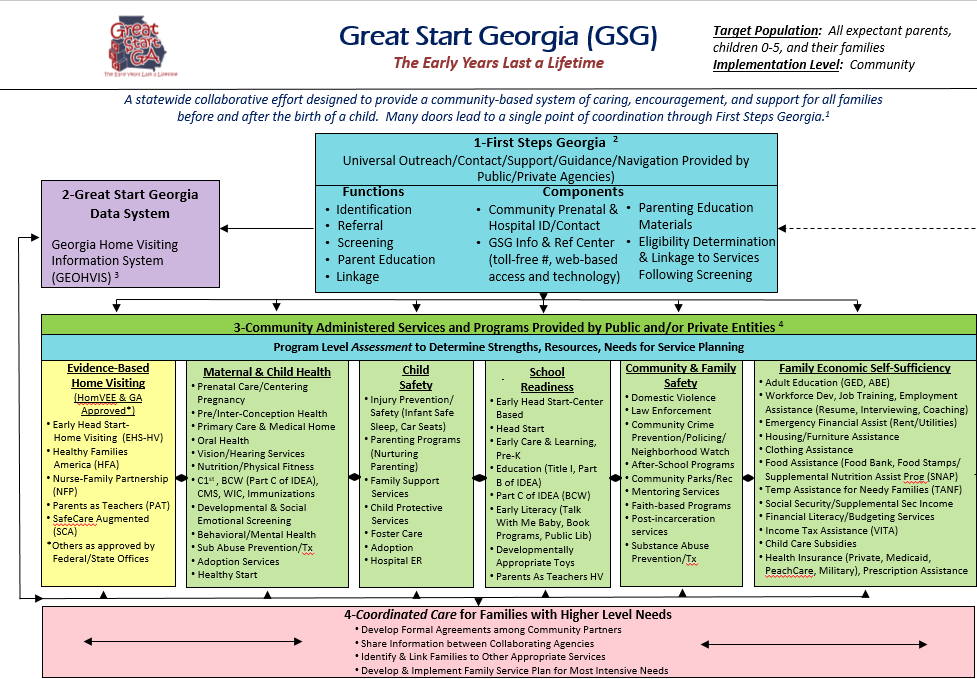 Great Start GA
The Early Years Last a Lifetime
Great Start Georgia (GSG)
The Early Years Last a Lifetime
Target Population: All expectant parents,
children 0-5, and their families
Implementation Level: Community
A statewide collaborative effort designed to provide a community-based system of caring, encouragement, and support for all families
before and after the birth of a child. Many doors lead to a single point of coordination through First Steps Georgia.¹
1-First Steps Georgia ²
Universal Outreach/Contact/Support/Guidance/Navigation Provided by
Public/Private Agencies)
Functions
• Identification
• Referral
• Screening
• Parent Education
• Linkage
Components
• Community Prenatal &
Hospital ID/Contact
• GSG Info & Ref Center
(toll-free #, web-based
access and technology)
• Parenting Education
Materials
• Eligibility Determination
& Linkage to Services
Following Screening
2-Great Start Georgia
Data System
Georgia Home Visiting
Information System
(GEOHVIS) ³
3-Community Administered Services and Programs Provided by Public and/or Private Entities ⁴
Program Level Assessment to Determine Strengths, Resources, Needs for Service Planning
Evidence-Based
Home Visiting
(HomVEE & GA
Approved*)
• Early Head Start-
Home Visiting (EHS-HV)
• Healthy Families
America (HFA)
• Nurse-Family Partnership
(NFP)
• Parents as Teachers (PAT)
• SafeCare Augmented
(SCA)
*Others as approved by
Federal/State Offices
Maternal & Child Health
• Prenatal Care/Centering
Pregnancy
• Pre/Inter-Conception Health
• Primary Care & Medical Home
• Oral Health
• Vision/Hearing Services
• Nutrition/Physical Fitness
• C1ˢᵗ, BCW (Part C of IDEA),
CMS, WIC, Immunizations
• Developmental & Social
Emotional Screening
• Behavioral/Mental Health
• Sub Abuse Prevention/Tx
• Adoption Services
• Healthy Start
Child
Safety
• Injury Prevention/
Safety (Infant Safe
Sleep, Car Seats)
• Parenting Programs
(Nurturing
Parenting)
• Family Support
Services
• Child Protective
Services
• Foster Care
• Adoption
• Hospital ER
School
Readiness
• Early Head Start-Center
Based
• Head Start
• Early Care & Learning,
Pre-K
• Education (Title I, Part
B of IDEA)
• Part C of IDEA (BCW)
• Early Literacy (Talk
With Me Baby, Book
Programs, Public Lib)
• Developmentally
Appropriate Toys
• Parents As Teachers HV
Community & Family
Safety
• Domestic Violence
• Law Enforcement
• Community Crime
Prevention/Policing/
Neighborhood Watch
• After-School Programs
• Community Parks/Rec
• Mentoring Services
• Faith-based Programs
• Post-incarceration
services
• Substance Abuse
Prevention/Tx
Family Economic Self-Sufficiency
• Adult Education (GED, ABE)
• Workforce Dev, Job Training, Employment
Assistance (Resume, Interviewing, Coaching)
• Emergency Financial Assist (Rent/Utilities)
• Housing/Furniture Assistance
• Clothing Assistance
• Food Assistance (Food Bank, Food Stamps/
Supplemental Nutrition Assist Prog (SNAP)
• Temp Assistance for Needy Families (TANF)
• Social Security/Supplemental Sec Income
• Financial Literacy/Budgeting Services
• Income Tax Assistance (VITA)
• Child Care Subsidies
• Health Insurance (Private, Medicaid,
PeachCare, Military), Prescription Assistance
4-Coordinated Care for Families with Higher Level Needs
• Develop Formal Agreements among Community Partners
• Share Information between Collaborating Agencies
• Identify & Link Families to Other Appropriate Services
• Develop & Implement Family Service Plan for Most Intensive Needs